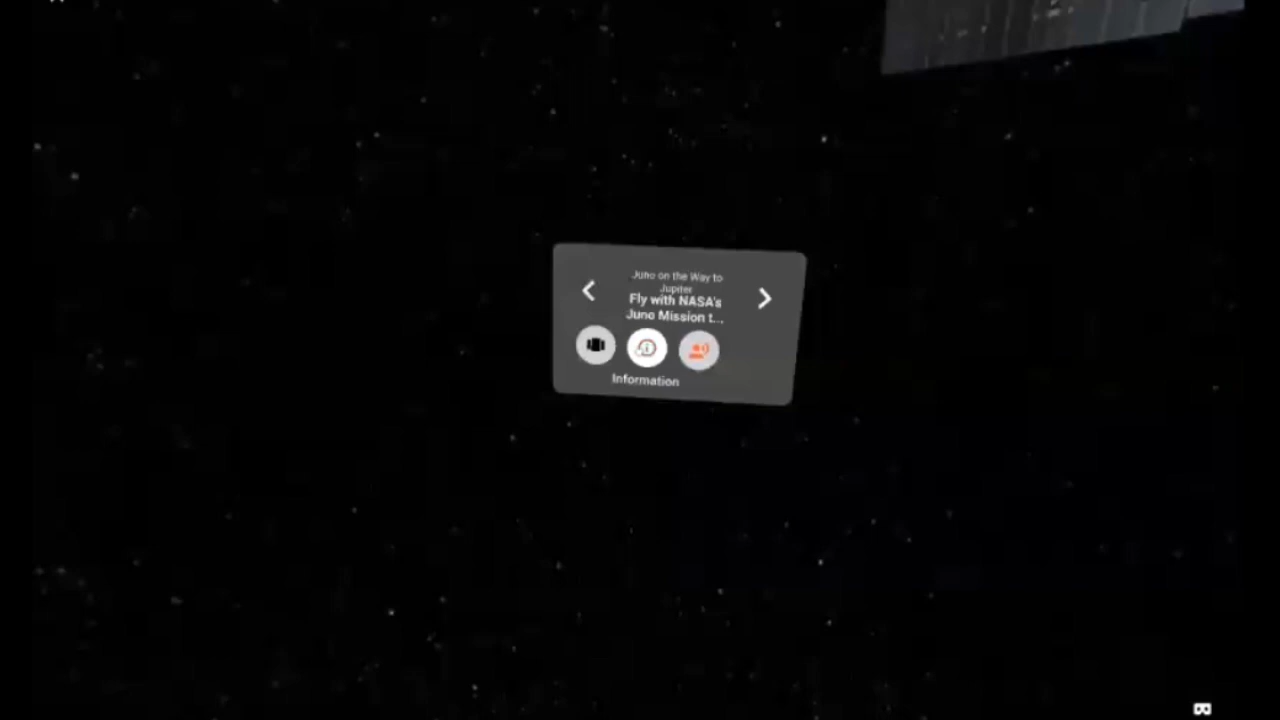 Juno on the Way to
Jupiter
Fly with NASA's
Juno Mission t...
Information